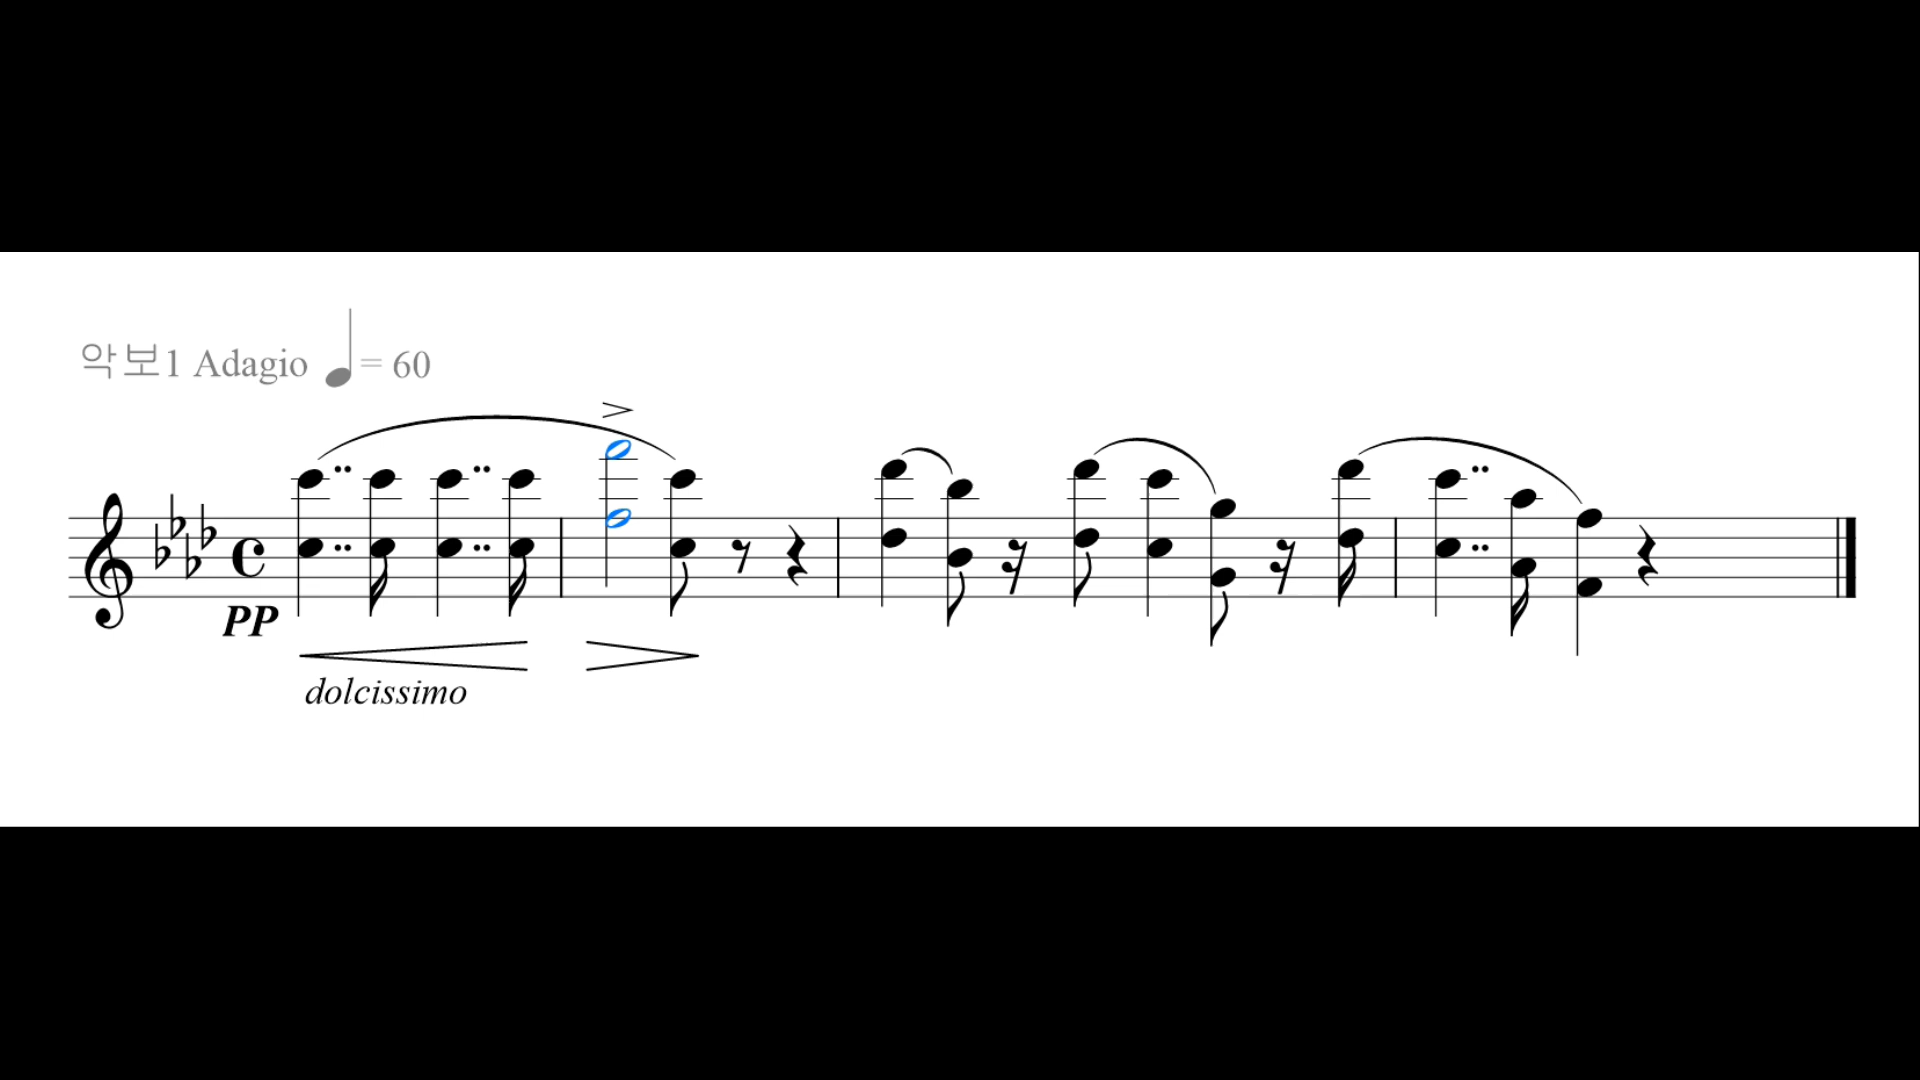 악보1 Adagio ♩= 60
PP
dolcissimo